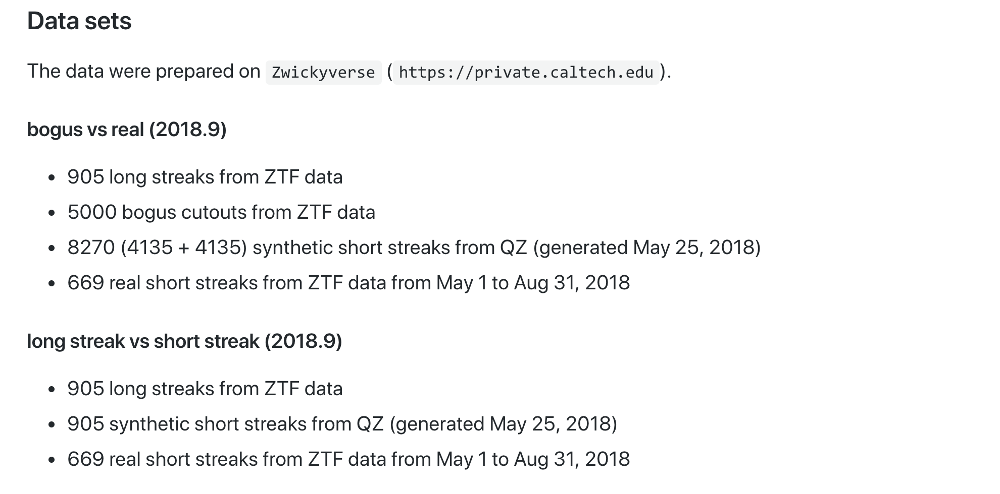 Data sets
The data were prepared on Zwickyverse (https://private.caltech.edu).
bogus vs real (2018.9)
• 905 long streaks from ZTF data
• 5000 bogus cutouts from ZTF data
• 8270 (4135 + 4135) synthetic short streaks from QZ (generated May 25, 2018)
• 669 real short streaks from ZTF data from May 1 to Aug 31, 2018
long streak vs short streak (2018.9)
• 905 long streaks from ZTF data
• 905 synthetic short streaks from QZ (generated May 25, 2018)
• 669 real short streaks from ZTF data from May 1 to Aug 31, 2018